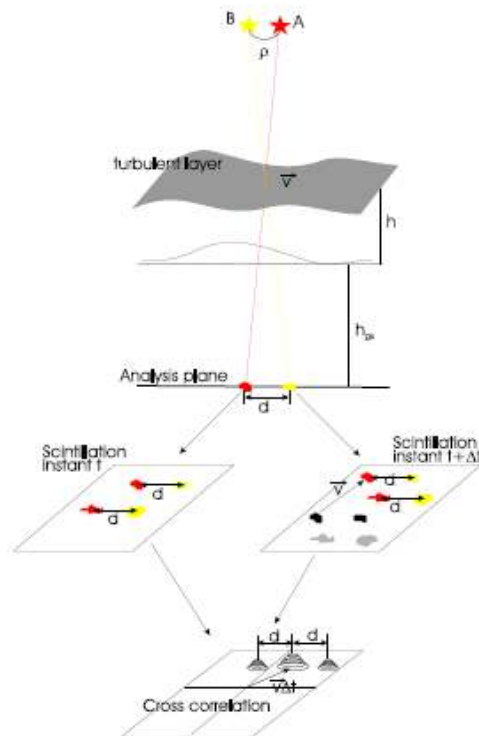 B A
ρ
turbulent layer
v
h
h
Analysis plane
d
Scintillation
instant t
Scintillation
instant t+Δt
d
d
v
d
d
d d
vΔt
Cross correlation